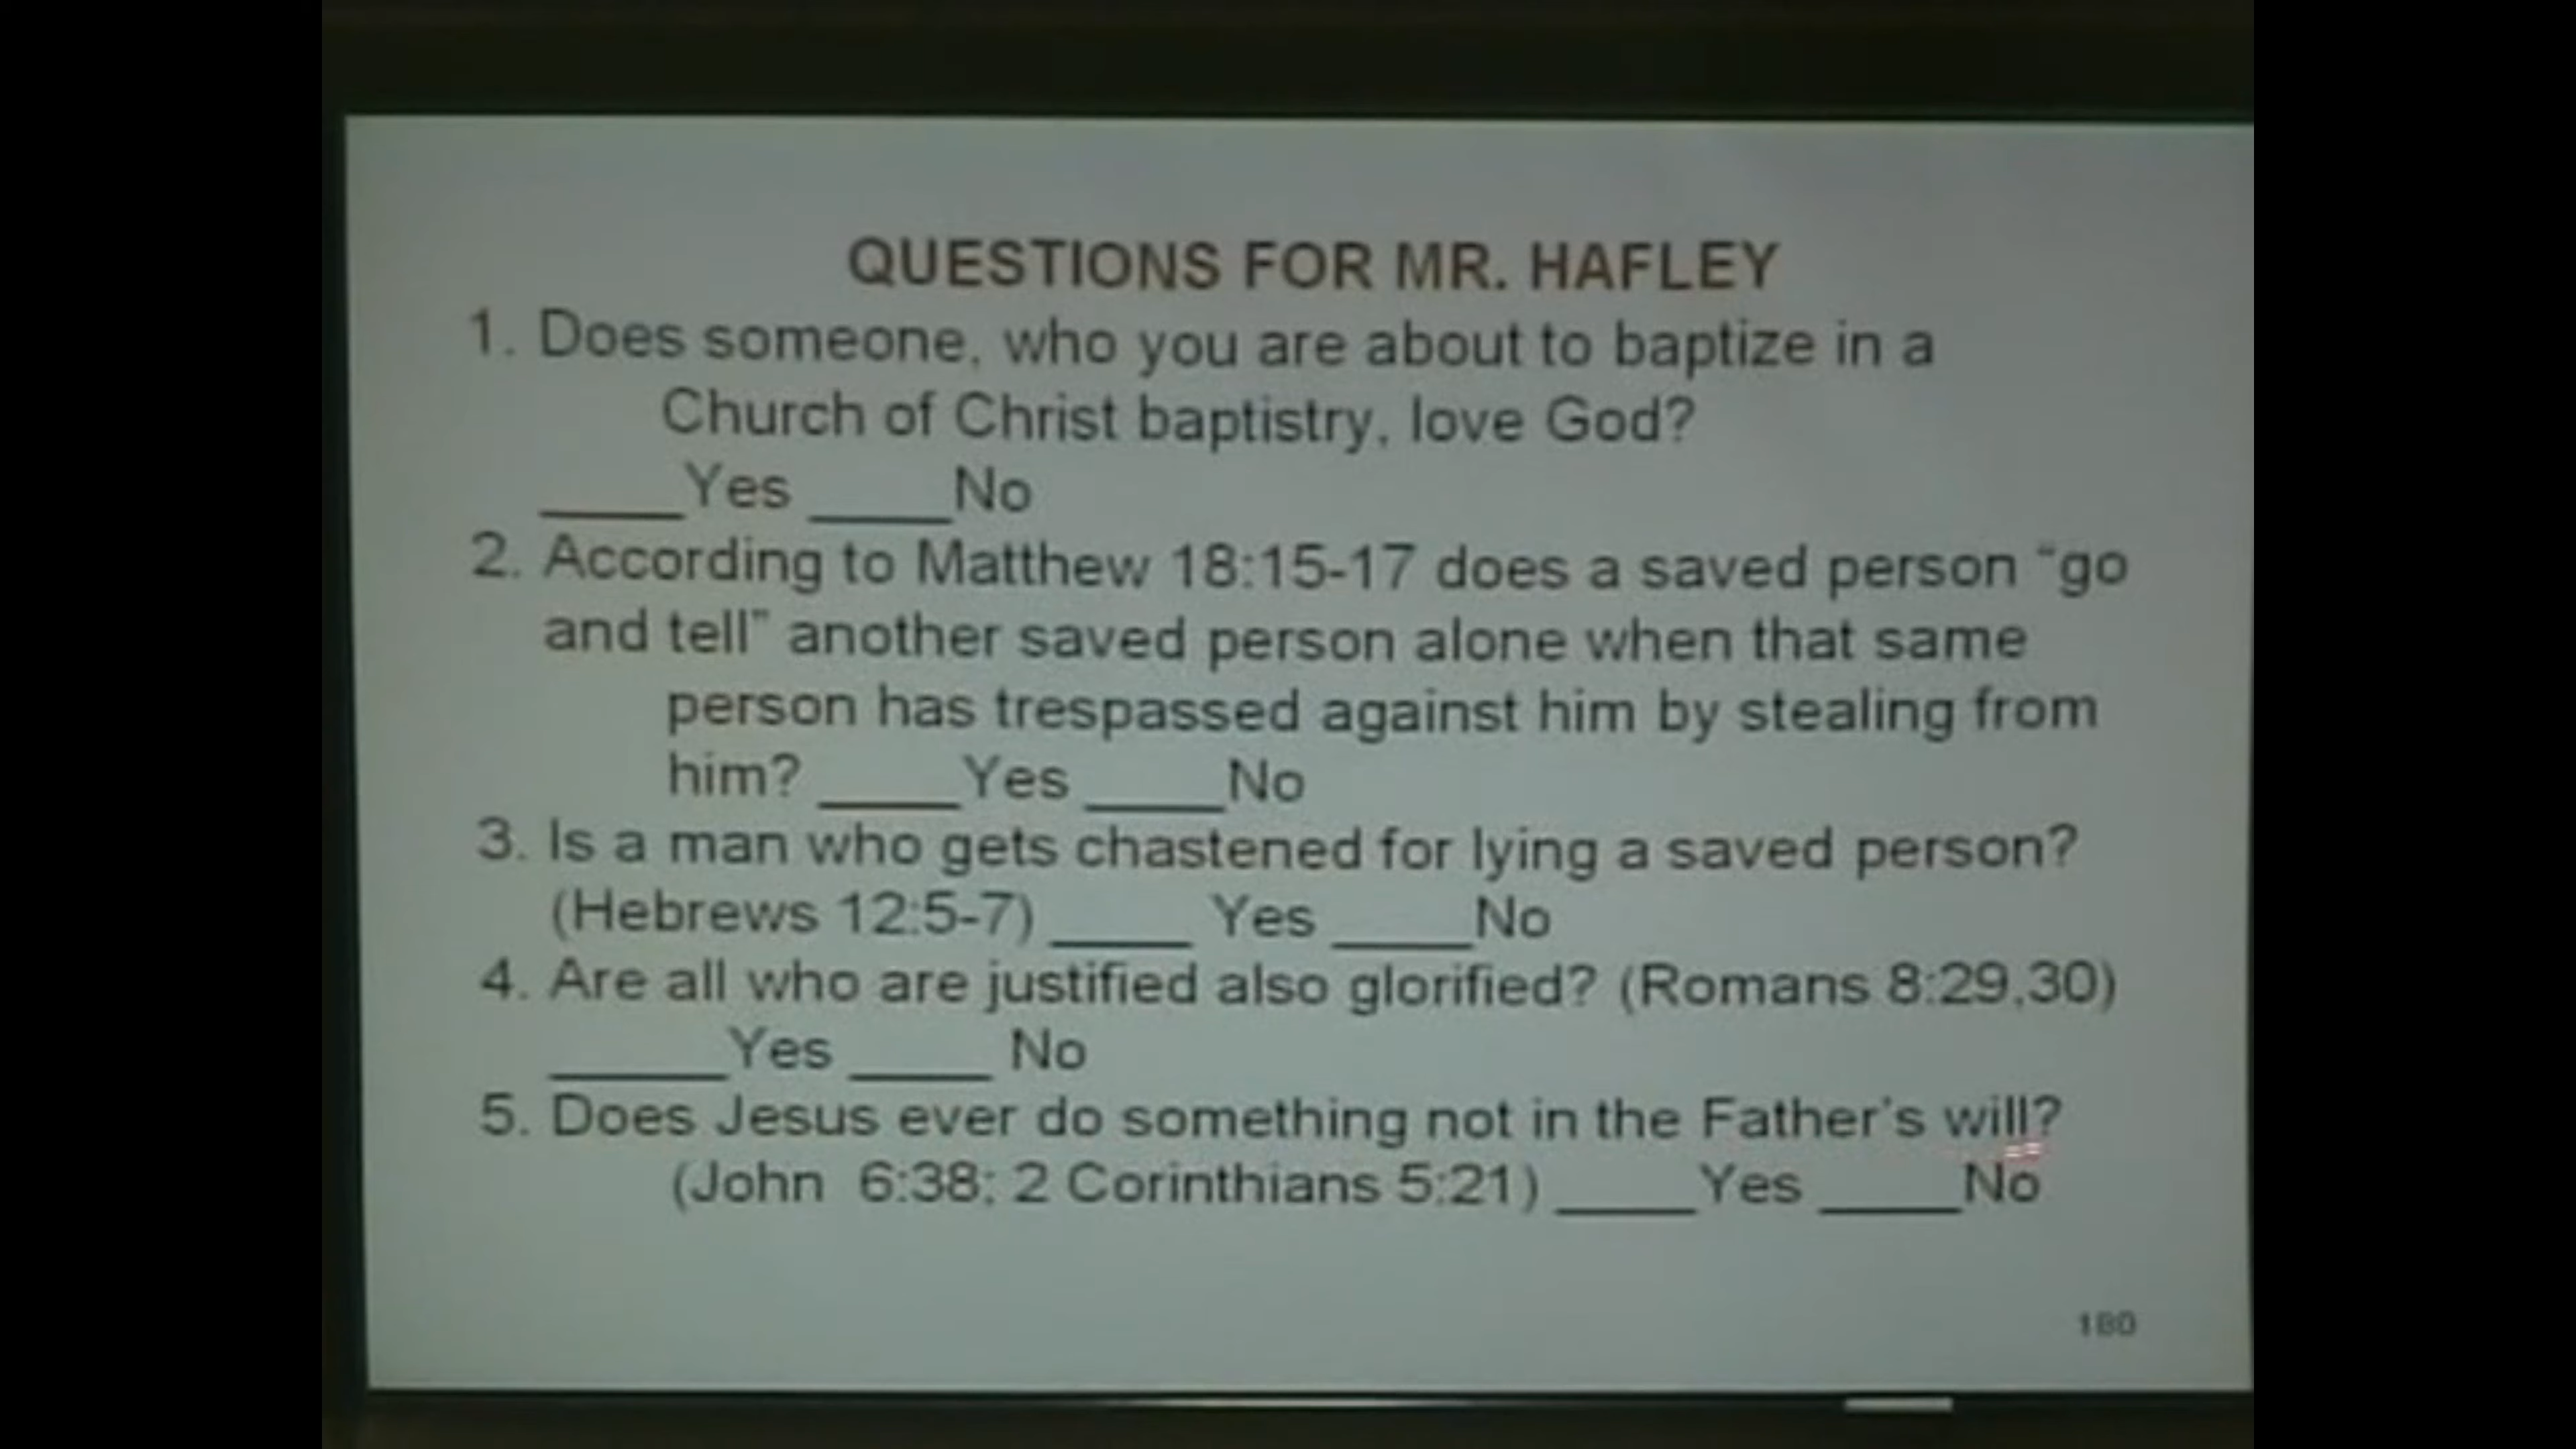 QUESTIONS FOR MR. HAFLEY
1. Does someone, who you are about to baptize in a
Church of Christ baptistry, love God?
____Yes ____No
2. According to Matthew 18:15-17 does a saved person “go
and tell” another saved person alone when that same
person has trespassed against him by stealing from
him? ____Yes ____No
3. Is a man who gets chastened for lying a saved person?
(Hebrews 12:5-7) ____ Yes ____No
4. Are all who are justified also glorified? (Romans 8:29,30)
_____Yes ____ No
5. Does Jesus ever do something not in the Father's will?
(John 6:38; 2 Corinthians 5:21) ____Yes ____No
180